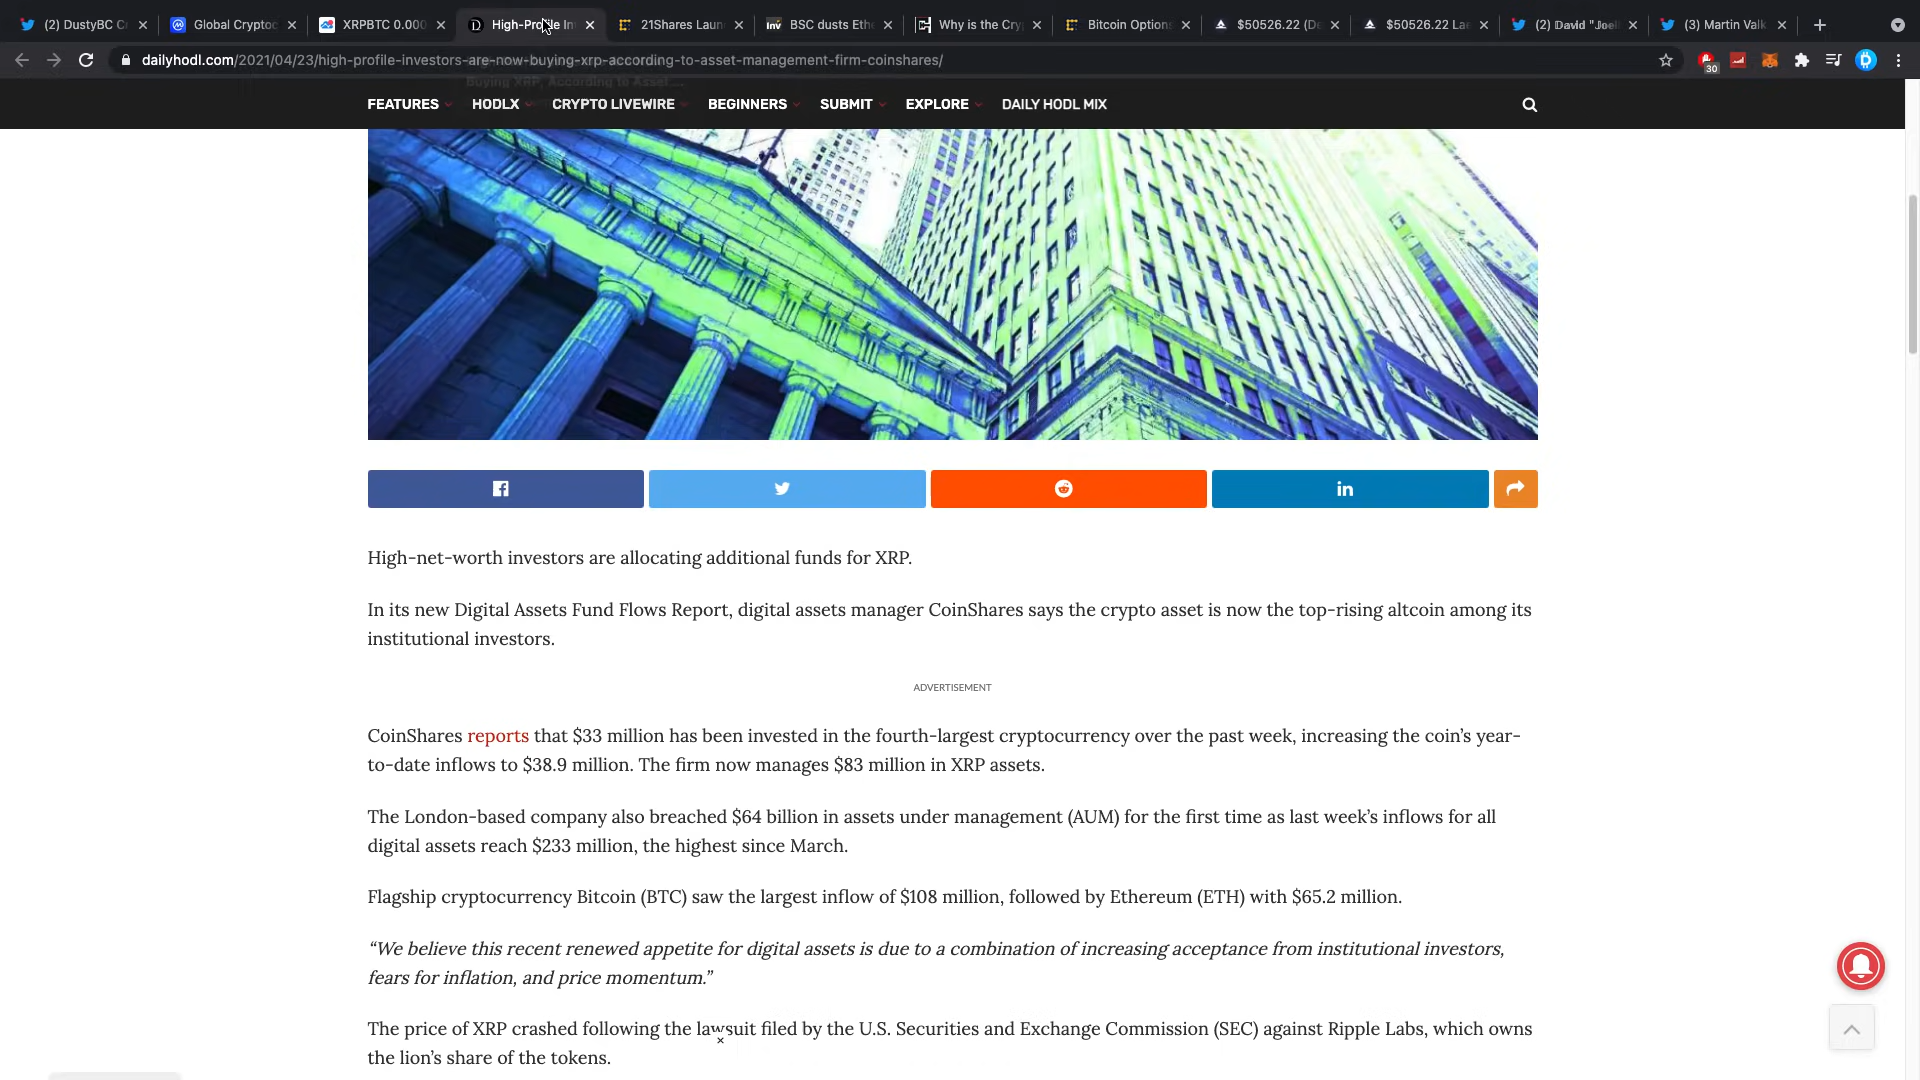 (2) DustyBC C
Global Cryptoc
XRPBTC 0.000
High-Profile In
21Shares Laun
BSC dusts Eth
Why is the Cry
Bitcoin Option
$50526.22 (De
$50526.22 Lae
(2) David "Joel
(3) Martin Valk
dailyhodl.com/2021/04/23/high-profile-investors-are-now-buying-xrp-according-to-asset-management-firm-coinshares/
30
Buying XRP, According to Asset ...
FEATURES HODLX CRYPTO LIVEWIRE BEGINNERS SUBMIT EXPLORE DAILY HODL MIX
High-net-worth investors are allocating additional funds for XRP.
In its new Digital Assets Fund Flows Report, digital assets manager CoinShares says the crypto asset is now the top-rising altcoin among its
institutional investors.
ADVERTISEMENT
CoinShares reports that $33 million has been invested in the fourth-largest cryptocurrency over the past week, increasing the coin's year-
to-date inflows to $38.9 million. The firm now manages $83 million in XRP assets.
The London-based company also breached $64 billion in assets under management (AUM) for the first time as last week's inflows for all
digital assets reach $233 million, the highest since March.
Flagship cryptocurrency Bitcoin (BTC) saw the largest inflow of $108 million, followed by Ethereum (ETH) with $65.2 million.
“We believe this recent renewed appetite for digital assets is due to a combination of increasing acceptance from institutional investors,
fears for inflation, and price momentum.”
The price of XRP crashed following the lawsuit filed by the U.S. Securities and Exchange Commission (SEC) against Ripple Labs, which owns
the lion's share of the tokens.